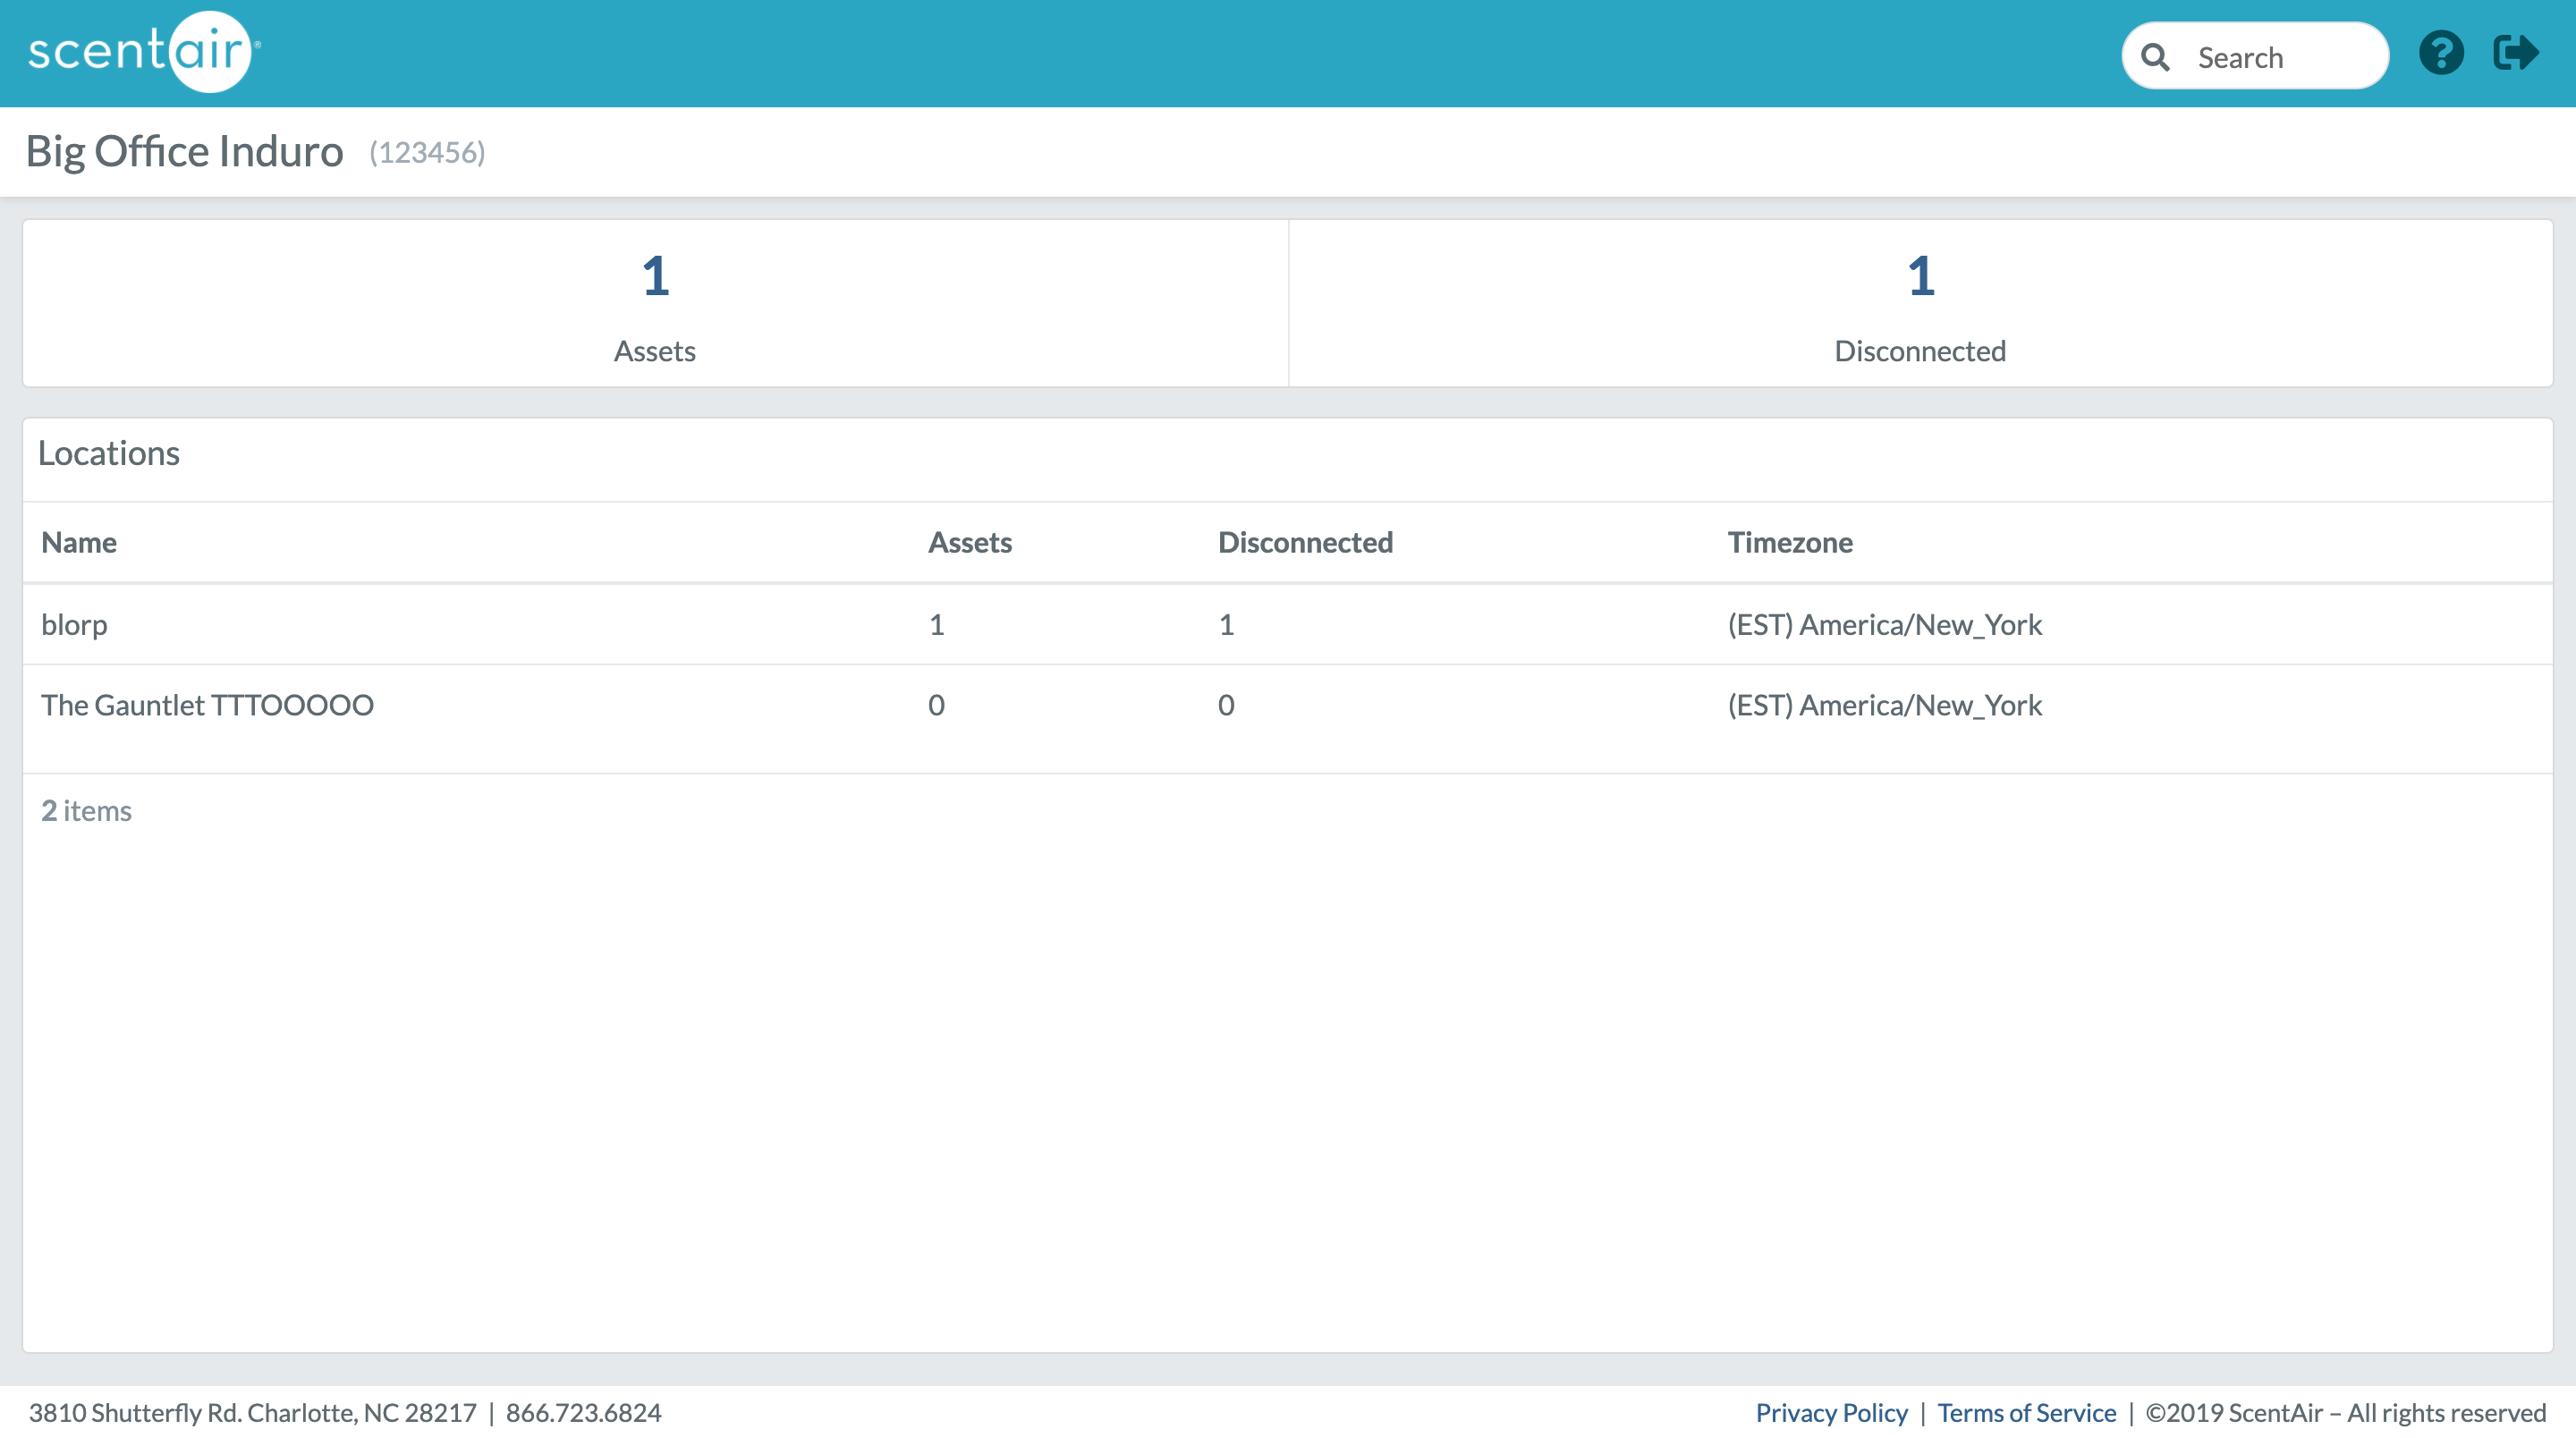 scentair®
Search
Big Office Induro (123456)
1 1
Assets Disconnected
Locations
Name Assets Disconnected Timezone
blorp 1 1 (EST) America/New_York
The Gauntlet TTTOOOOO 0 0 (EST) America/New_York
2 items
3810 Shutterfly Rd. Charlotte, NC 28217 | 866.723.6824 Privacy Policy | Terms of Service | ©2019 ScentAir – All rights reserved